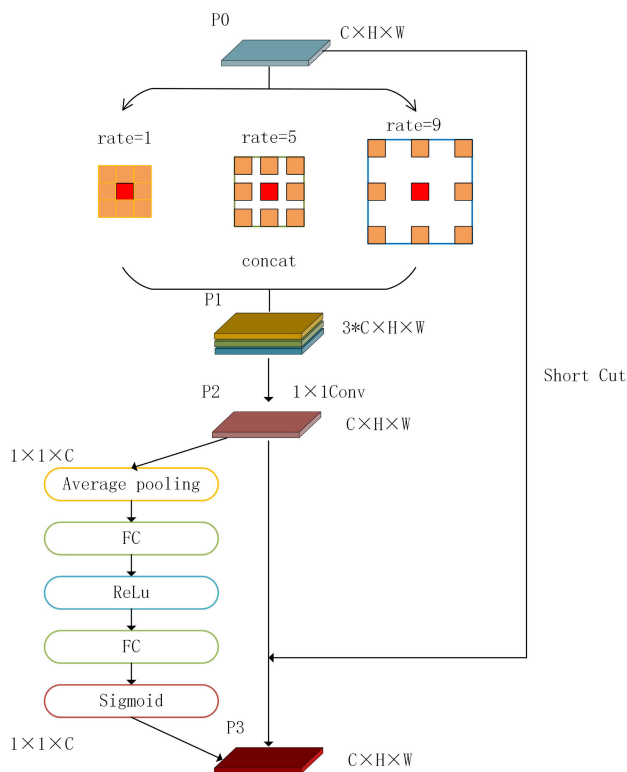 P0
C×H×W
rate=1
rate=5
rate=9
concat
P1
3*C×H×W
Short Cut
P2
1×1Conv
C×H×W
1×1×C
Average pooling
FC
ReLu
FC
Sigmoid
P3
1×1×C
C×H×W